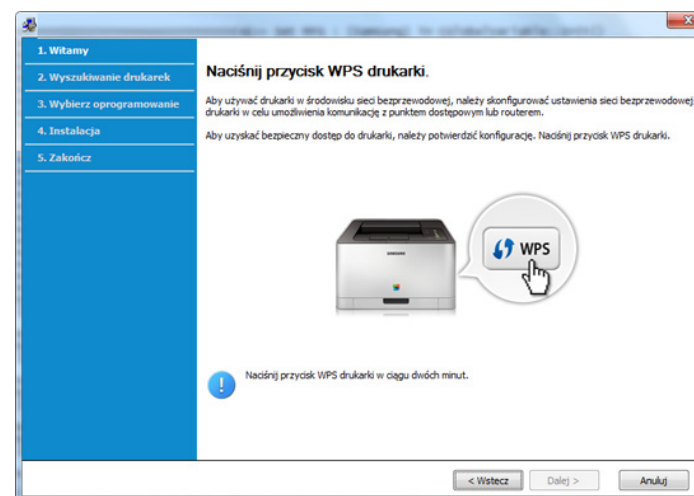 1. Witamy
2. Wyszukiwanie drukarek
3. Wybierz oprogramowanie
4. Instalacja
5. Zakończ
Naciśnij przycisk WPS drukarki.
Aby używać drukarki w środowisku sieci bezprzewodowej, należy skonfigurować ustawienia sieci bezprzewodowej
drukarki w celu umożliwienia komunikację z punktem dostępowym lub routerem.
Aby uzyskać bezpieczny dostęp do drukarki, należy potwierdzić konfigurację. Naciśnij przycisk WPS drukarki.
SAMSUNG
WPS
Naciśnij przycisk WPS drukarki w ciągu dwóch minut.
< Wstecz
Dalej >
Anuluj